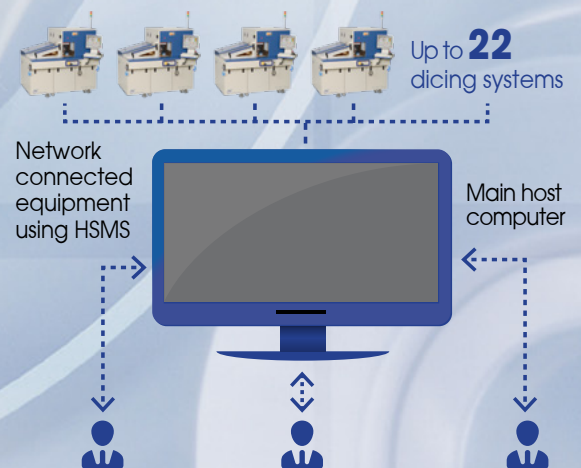 Up to 22
dicing systems
Network
connected
equipment
using HSMS
Main host
computer